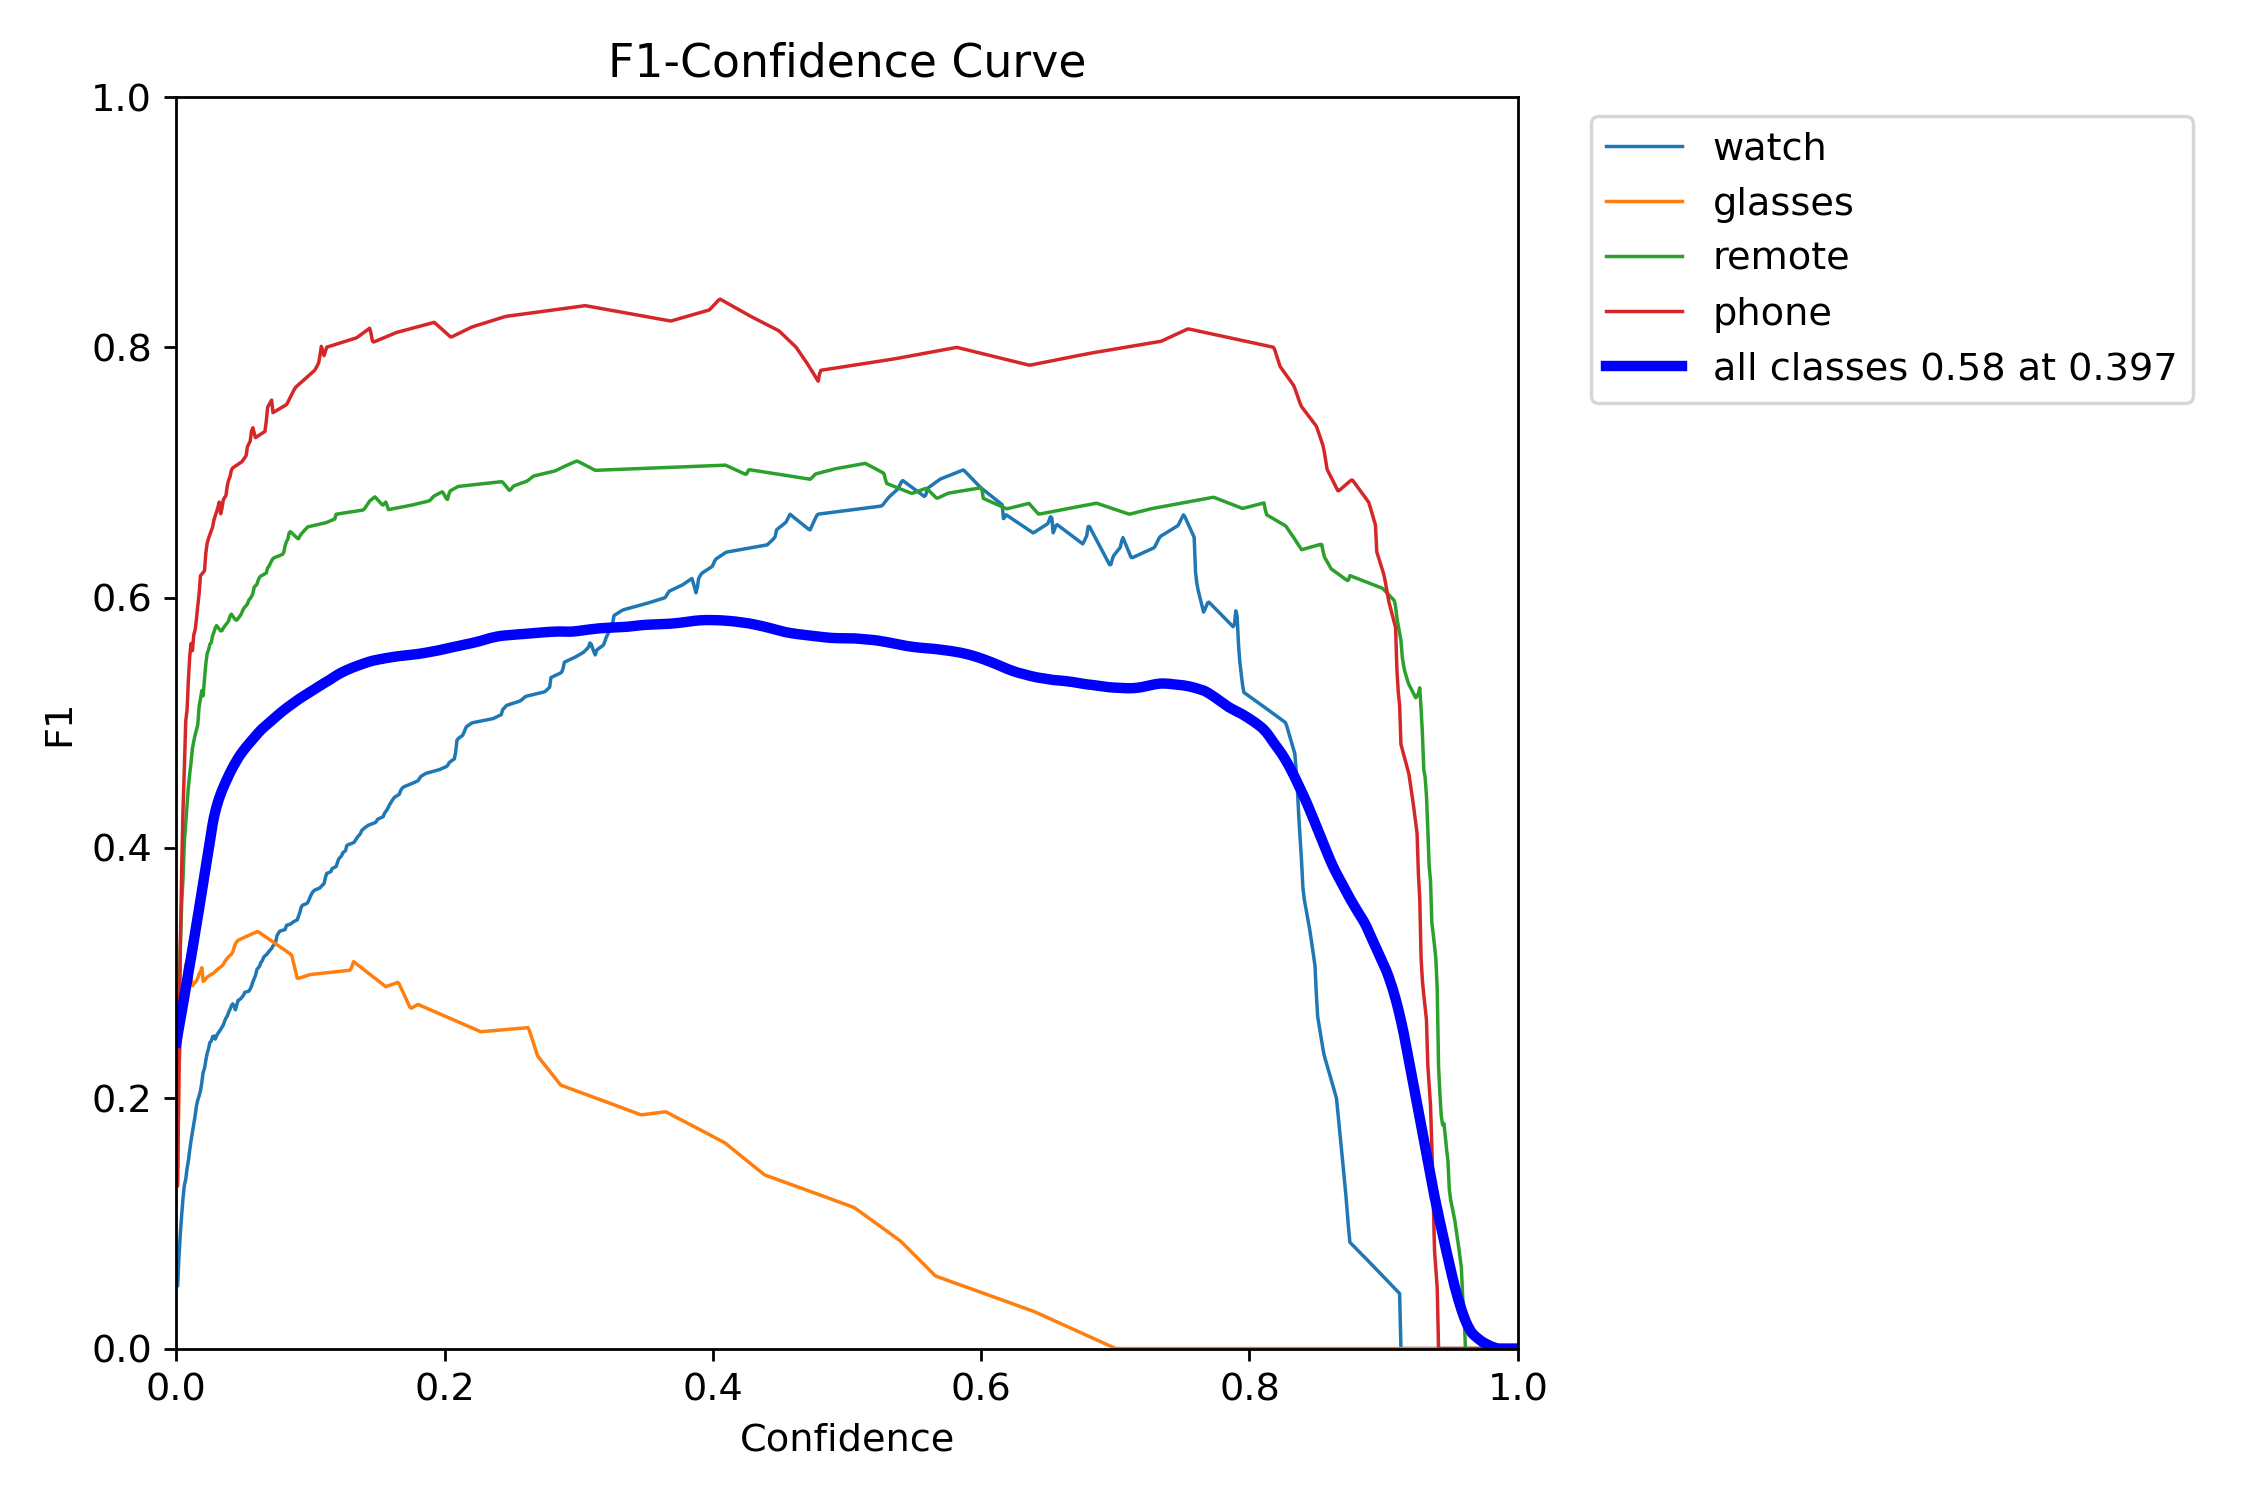 F1-Confidence Curve
1.0
0.8
0.6
0.4
0.2
0.0
F1
0.0 0.2 0.4 0.6 0.8 1.0
Confidence
watch
glasses
remote
phone
all classes 0.58 at 0.397